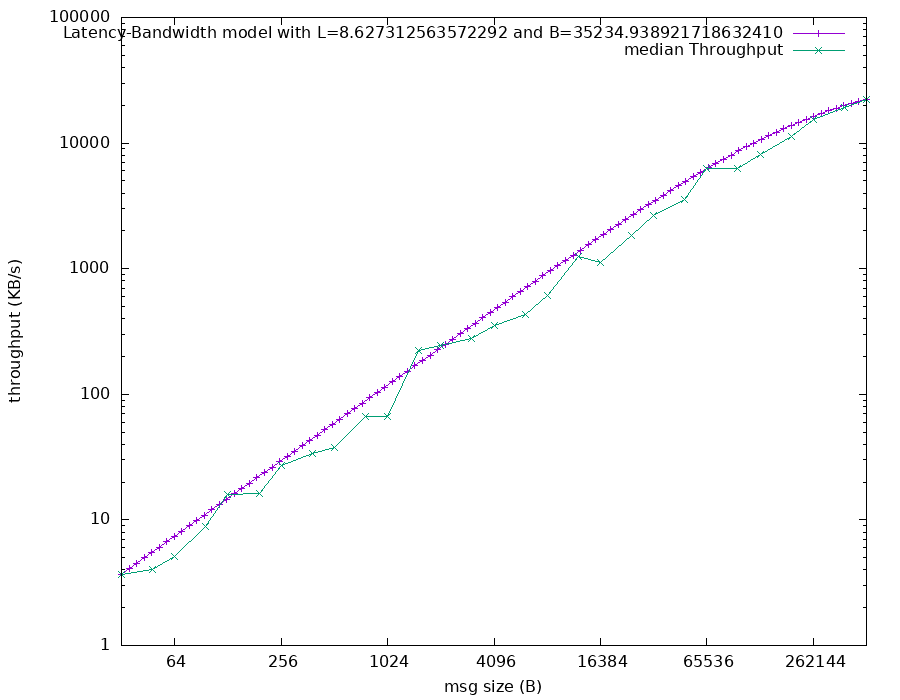 100000
Latency-Bandwidth model with L=8.627312563572292 and B=35234.938921718632410
median Throughput
10000
1000
100
10
1
throughput (KB/s)
64 256 1024 4096 16384 65536 262144
msg size (B)